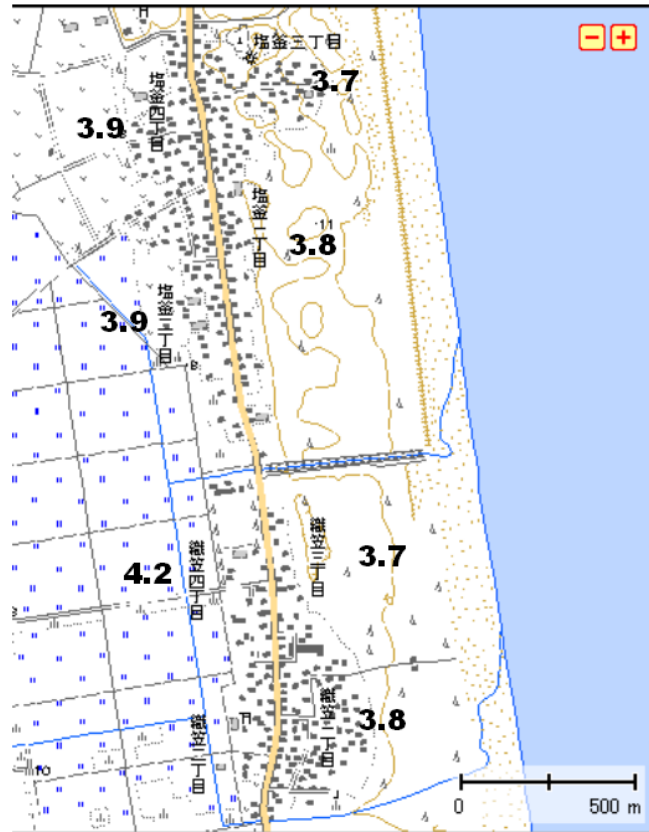 塩釜三丁目
3.7
塩釜四丁目
3.9
塩釜一丁目
·11
3.8
塩釜二丁目
3.9
織笠三丁目
3.7
織笠四丁目
4.2
織笠一丁目
3.8
織笠二丁目
0
500 m